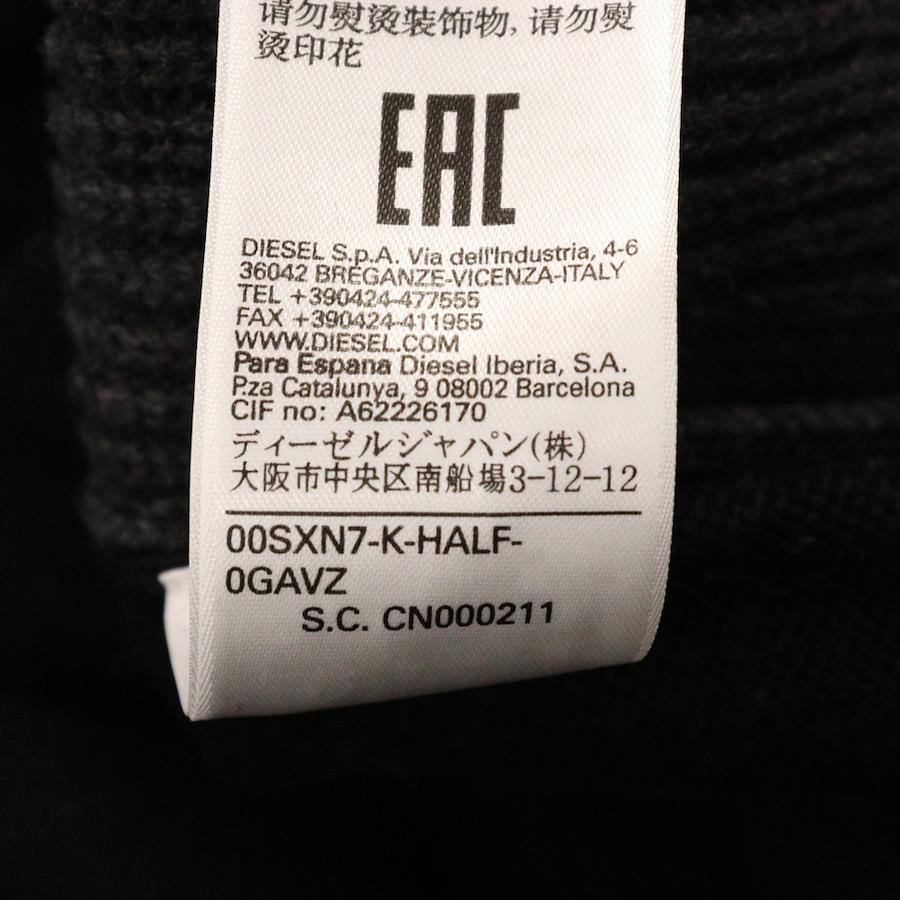 请勿熨烫装饰物, 请勿熨
烫印花
EAC
DIESEL S.p.A. Via dell'Industria, 4-6
36042 BREGANZE-VICENZA-ITALY
TEL +390424-477555
FAX +390424-411955
WWW.DIESEL.COM
Para Espana Diesel Iberia, S.A.
P.za Catalunya, 9 08002 Barcelona
CIF no: A62226170
ディーゼルジャパン(株)
大阪市中央区南船場3-12-12
00SXN7-K-HALF-
0GAVZ
S.C. CN000211